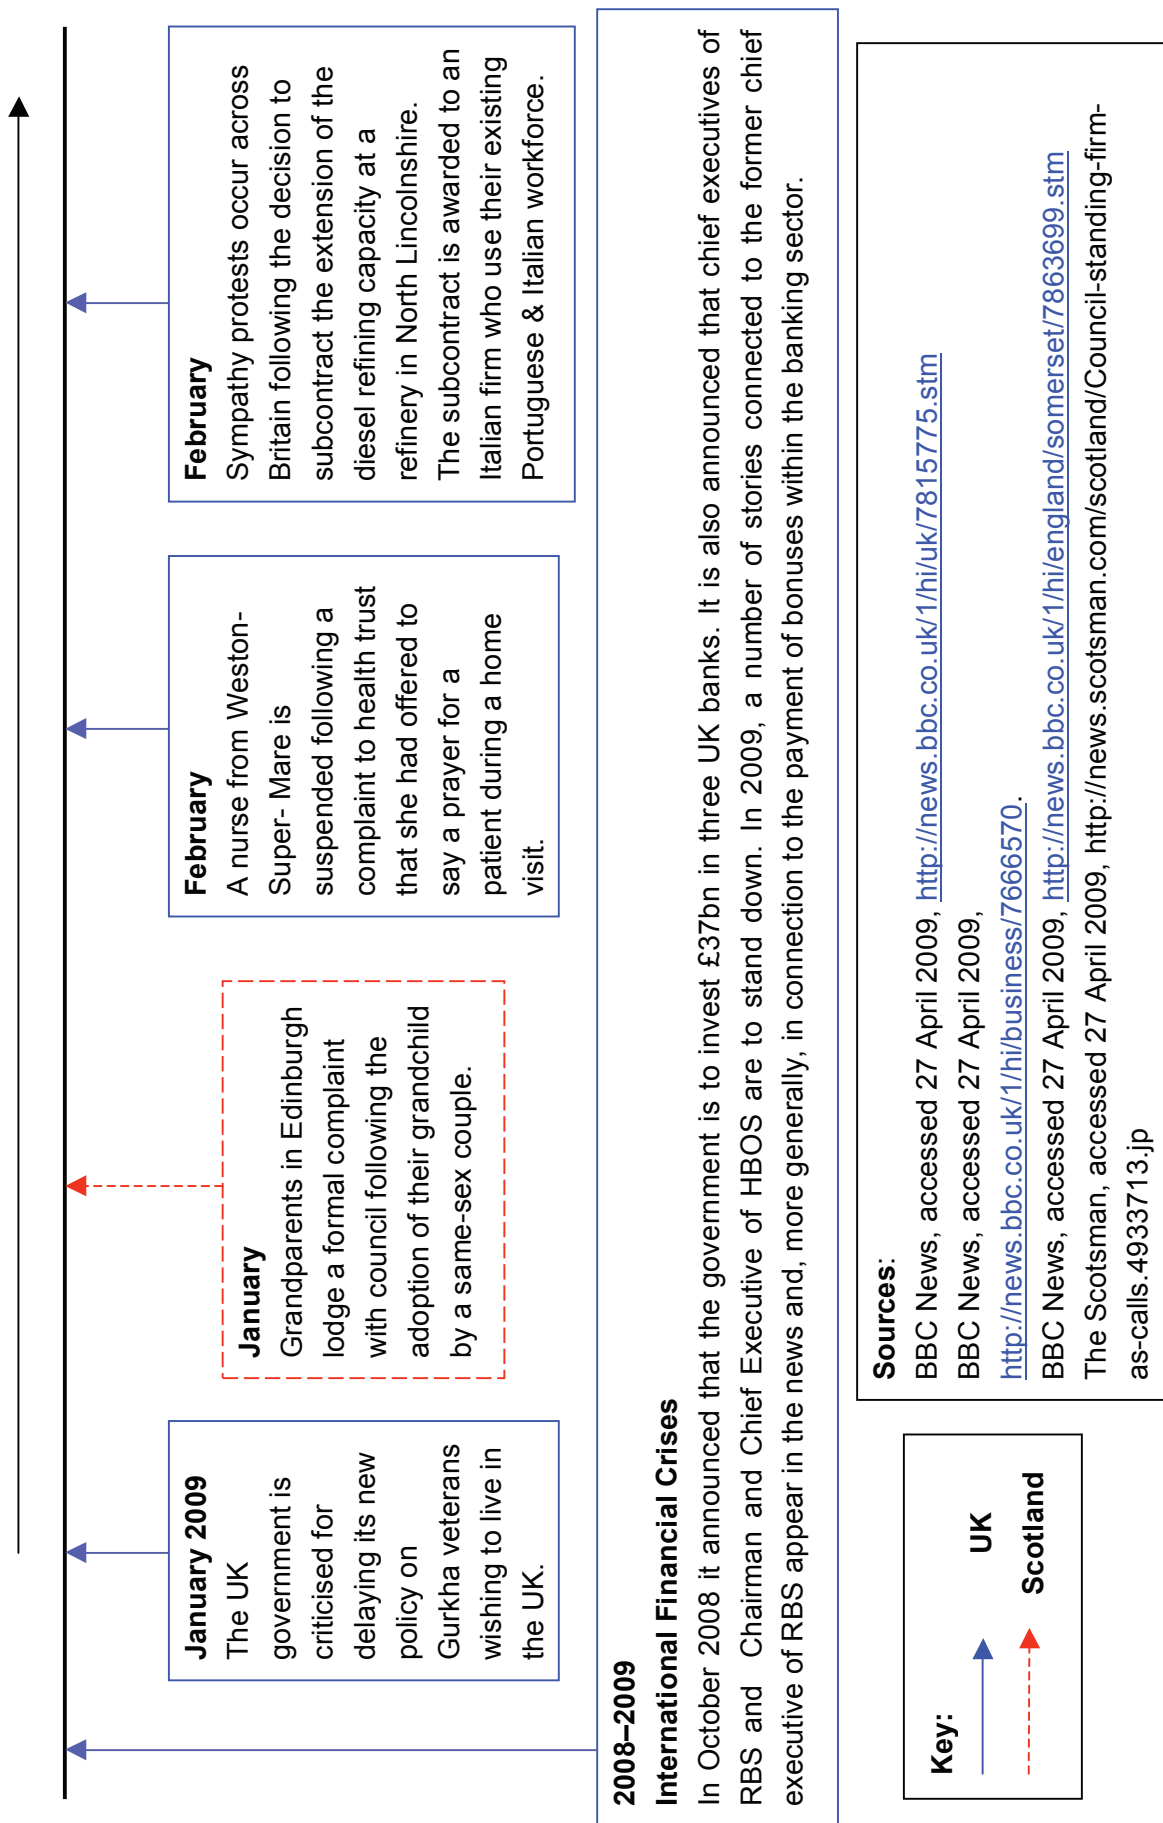 January 2009
The UK
government is
criticised for
delaying its new
policy on
Gurkha veterans
wishing to live in
the UK.
January
Grandparents in Edinburgh
lodge a formal complaint
with council following the
adoption of their grandchild
by a same-sex couple.
February
A nurse from Weston-
Super- Mare is
suspended following a
complaint to health trust
that she had offered to
say a prayer for a
patient during a home
visit.
February
Sympathy protests occur across
Britain following the decision to
subcontract the extension of the
diesel refining capacity at a
refinery in North Lincolnshire.
The subcontract is awarded to an
Italian firm who use their existing
Portuguese & Italian workforce.
2008–2009
International Financial Crises
In October 2008 it announced that the government is to invest £37bn in three UK banks. It is also announced that chief executives of
RBS and Chairman and Chief Executive of HBOS are to stand down. In 2009, a number of stories connected to the former chief
executive of RBS appear in the news and, more generally, in connection to the payment of bonuses within the banking sector.
Key:
UK
Scotland
Sources:
BBC News, accessed 27 April 2009, http://news.bbc.co.uk/1/hi/uk/7815775.stm
BBC News, accessed 27 April 2009,
http://news.bbc.co.uk/1/hi/business/7666570.
BBC News, accessed 27 April 2009, http://news.bbc.co.uk/1/hi/england/somerset/7863699.stm
The Scotsman, accessed 27 April 2009, http://news.scotsman.com/scotland/Council-standing-firm-
as-calls.4933713.jp